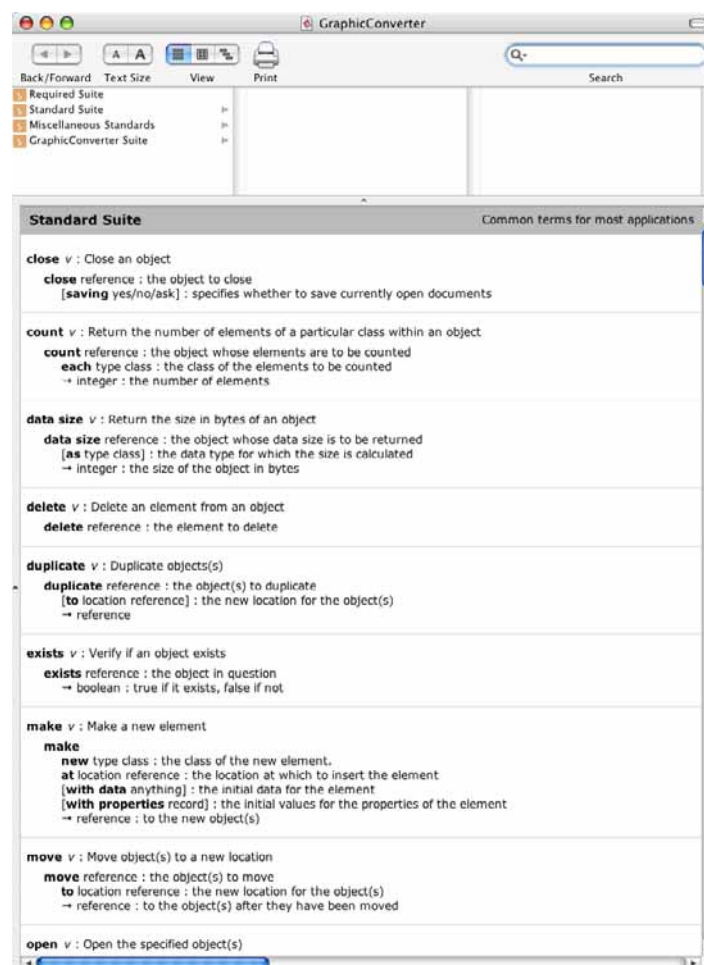 GraphicConverter
A A
Back/Forward Text Size View Print Search
Required Suite
Standard Suite
Miscellaneous Standards
GraphicConverter Suite
Standard Suite Common terms for most applications
close v : Close an object
close reference : the object to close
[saving yes/no/ask] : specifies whether to save currently open documents
count v : Return the number of elements of a particular class within an object
count reference : the object whose elements are to be counted
each type class : the class of the elements to be counted
→ integer : the number of elements
data size v : Return the size in bytes of an object
data size reference : the object whose data size is to be returned
[as type class] : the data type for which the size is calculated
→ integer : the size of the object in bytes
delete v : Delete an element from an object
delete reference : the element to delete
duplicate v : Duplicate objects(s)
duplicate reference : the object(s) to duplicate
[to location reference] : the new location for the object(s)
→ reference
exists v : Verify if an object exists
exists reference : the object in question
→ boolean : true if it exists, false if not
make v : Make a new element
make
new type class : the class of the new element.
at location reference : the location at which to insert the element
[with data anything] : the initial data for the element
[with properties record] : the initial values for the properties of the element
→ reference : to the new object(s)
move v : Move object(s) to a new location
move reference : the object(s) to move
to location reference : the new location for the object(s)
→ reference : to the object(s) after they have been moved
open v : Open the specified object(s)